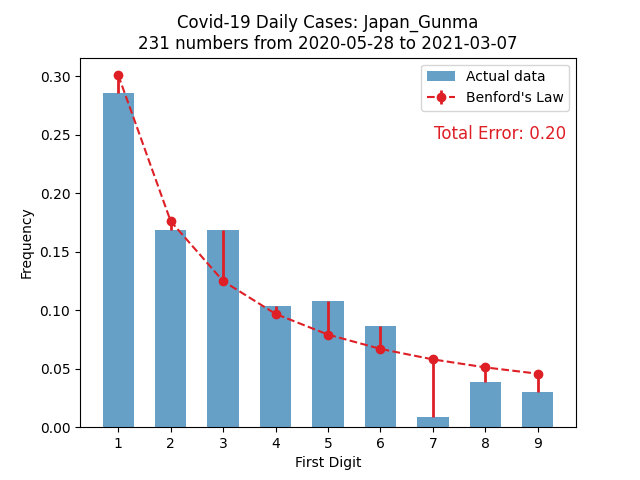 Covid-19 Daily Cases: Japan_Gunma
231 numbers from 2020-05-28 to 2021-03-07
Actual data
Benford's Law
Total Error: 0.20
0.30
0.25
0.20
0.15
0.10
0.05
0.00
Frequency
1 2 3 4 5 6 7 8 9
First Digit